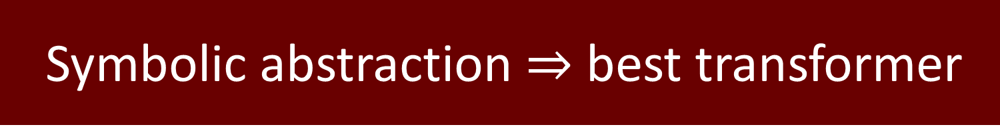 Symbolic abstraction ⇒ best transformer